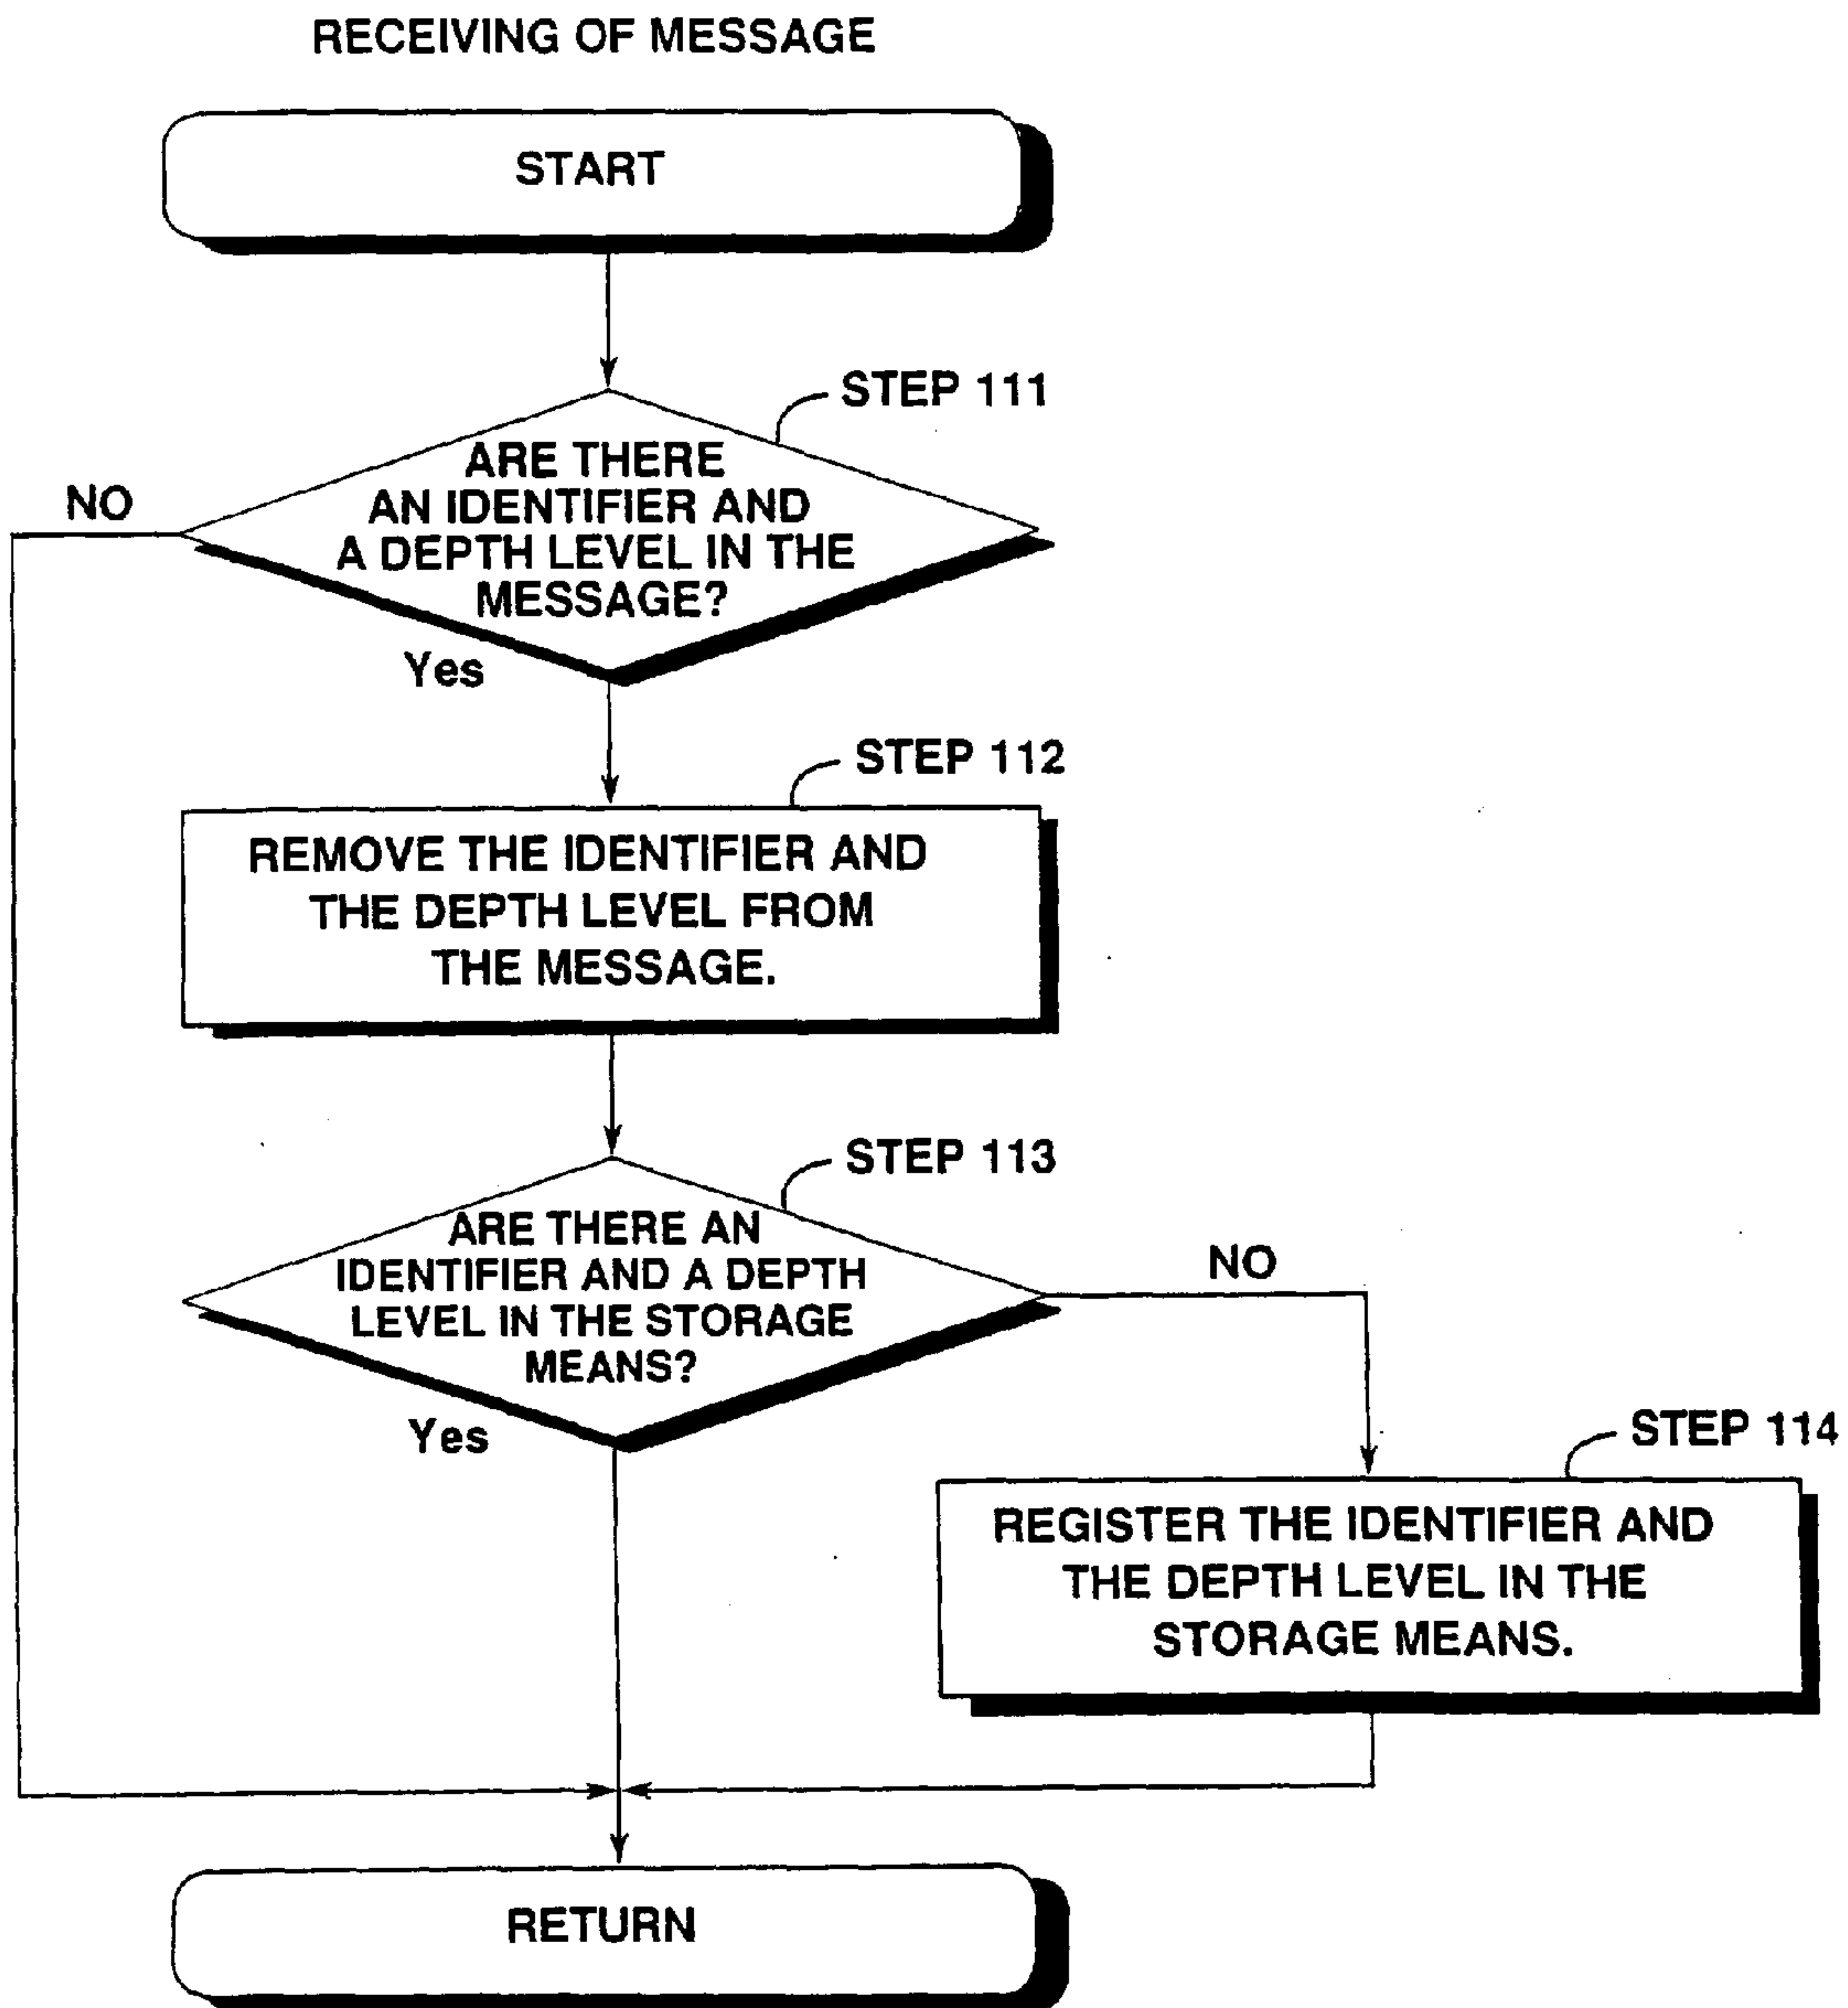 RECEIVING OF MESSAGE
START
STEP 111
ARE THERE
AN IDENTIFIER AND
A DEPTH LEVEL IN THE
MESSAGE?
NO
Yes
STEP 112
REMOVE THE IDENTIFIER AND
THE DEPTH LEVEL FROM
THE MESSAGE.
STEP 113
ARE THERE AN
IDENTIFIER AND A DEPTH
LEVEL IN THE STORAGE
MEANS?
NO
Yes
STEP 114
REGISTER THE IDENTIFIER AND
THE DEPTH LEVEL IN THE
STORAGE MEANS.
RETURN